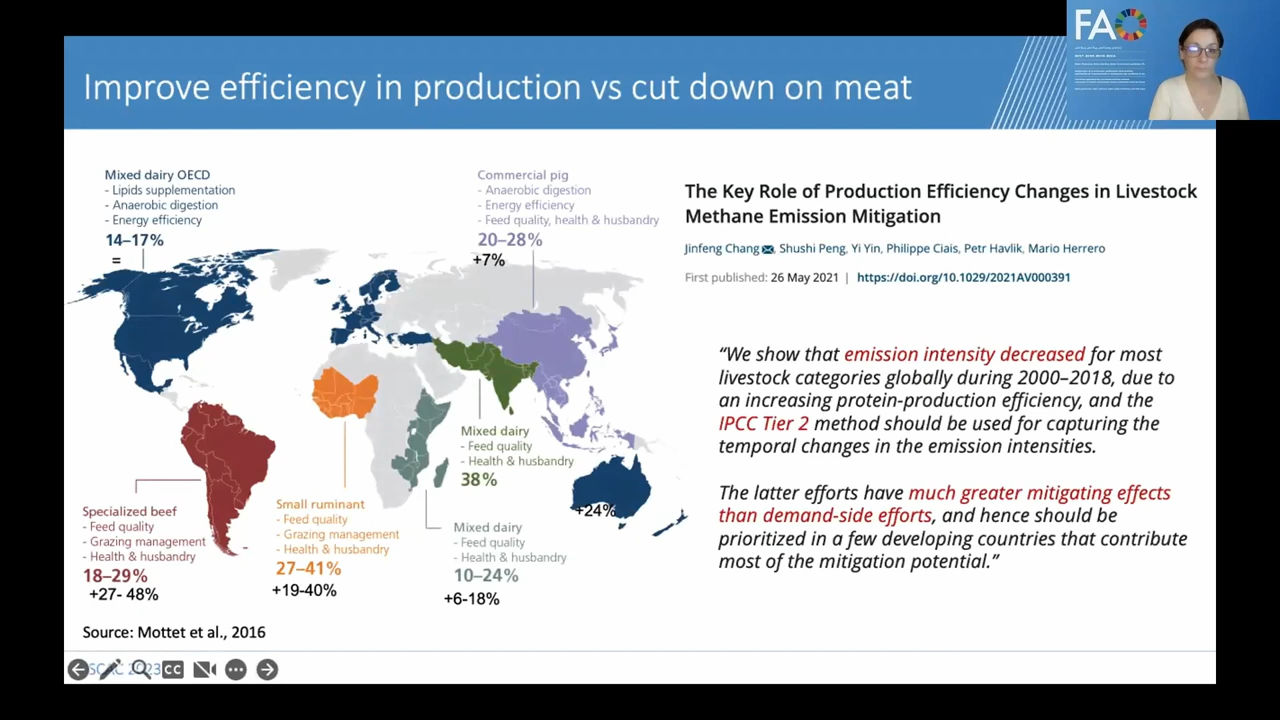 FAO
Improve efficiency in production vs cut down on meat
Mixed dairy OECD
- Lipids supplementation
- Anaerobic digestion
- Energy efficiency
14–17%
=
Commercial pig
- Anaerobic digestion
- Energy efficiency
- Feed quality, health & husbandry
20–28%
+7%
Mixed dairy
- Feed quality
- Health & husbandry
38%
+24%
Specialized beef
- Feed quality
- Grazing management
- Health & husbandry
18–29%
+27- 48%
Small ruminant
- Feed quality
- Grazing management
- Health & husbandry
27–41%
+19-40%
Mixed dairy
- Feed quality
- Health & husbandry
10–24%
+6-18%
Source: Mottet et al., 2016
The Key Role of Production Efficiency Changes in Livestock
Methane Emission Mitigation
Jinfeng Chang, Shushi Peng, Yi Yin, Philippe Ciais, Petr Havlik, Mario Herrero
First published: 26 May 2021 | https://doi.org/10.1029/2021AV000391
“We show that emission intensity decreased for most
livestock categories globally during 2000–2018, due to
an increasing protein-production efficiency, and the
IPCC Tier 2 method should be used for capturing the
temporal changes in the emission intensities.
The latter efforts have much greater mitigating effects
than demand-side efforts, and hence should be
prioritized in a few developing countries that contribute
most of the mitigation potential.”
CC